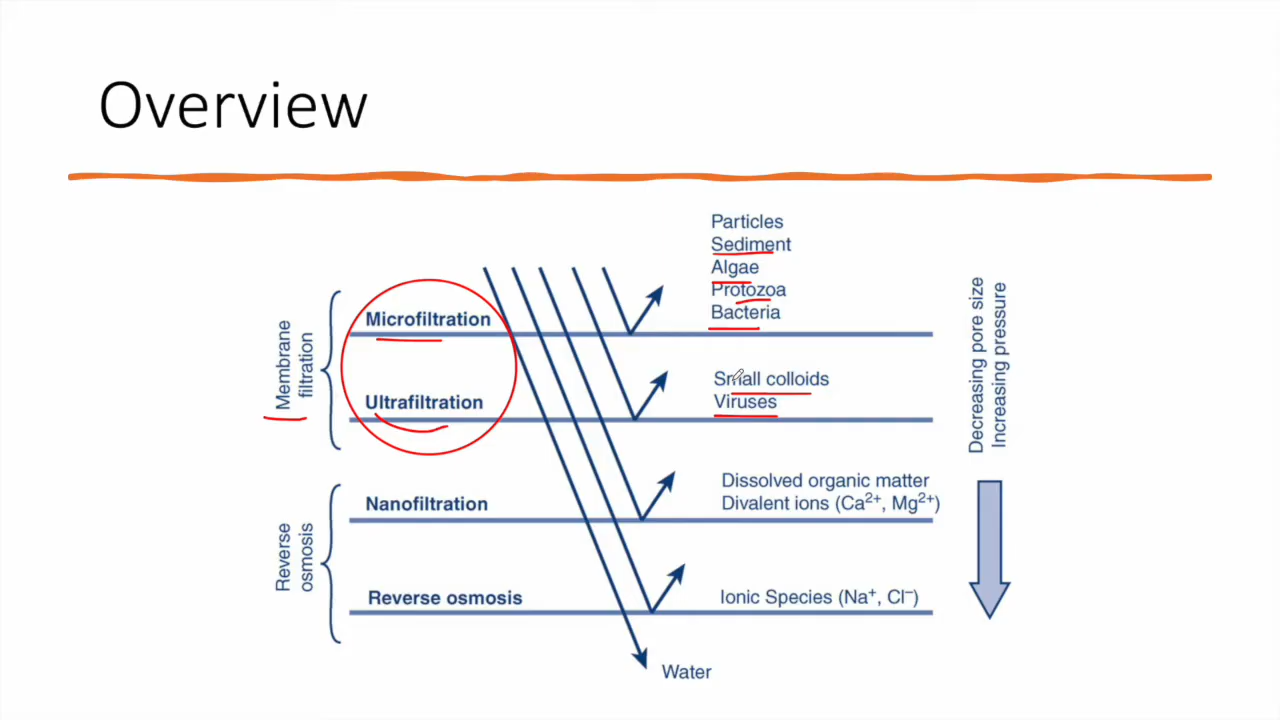 Overview
Particles
Sediment
Algae
Protozoa
Bacteria
Membrane
filtration
Microfiltration
Small colloids
Viruses
Ultrafiltration
Decreasing pore size
Increasing pressure
Reverse
osmosis
Nanofiltration
Dissolved organic matter
Divalent ions (Ca²⁺, Mg²⁺)
Reverse osmosis
Ionic Species (Na⁺, Cl⁻)
Water